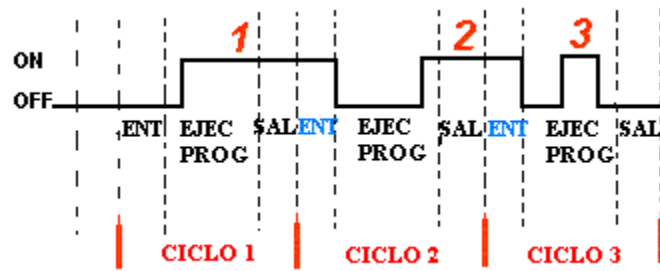 1 2 3
ON
OFF
ENT EJEC SAL ENT EJEC SAL ENT EJEC SAL
PROG PROG PROG
CICLO 1 CICLO 2 CICLO 3